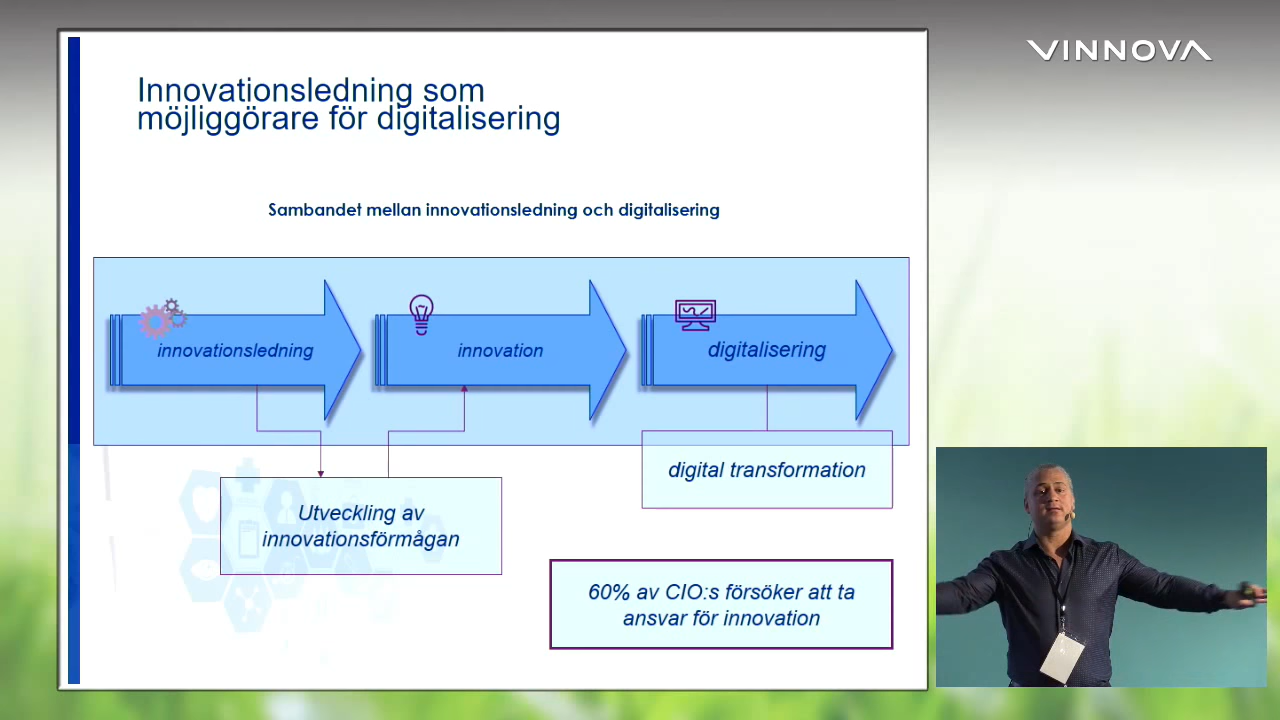 VINNOVA
Innovationsledning som
möjliggörare för digitalisering
Sambandet mellan innovationsledning och digitalisering
innovationsledning
innovation
digitalisering
digital transformation
Utveckling av
innovationsförmågan
60% av CIO:s försöker att ta
ansvar för innovation